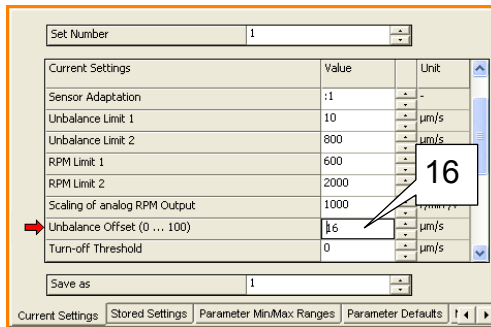 Set Number 1
Current Settings Value Unit
Sensor Adaptation :1 -
Unbalance Limit 1 10 µm/s
Unbalance Limit 2 800 µm/s
RPM Limit 1 600
RPM Limit 2 2000
16
Scaling of analog RPM Output 1000
Unbalance Offset (0 ... 100) 16 µm/s
Turn-off Threshold 0 µm/s
Save as 1
Current Settings Stored Settings Parameter Min/Max Ranges Parameter Defaults